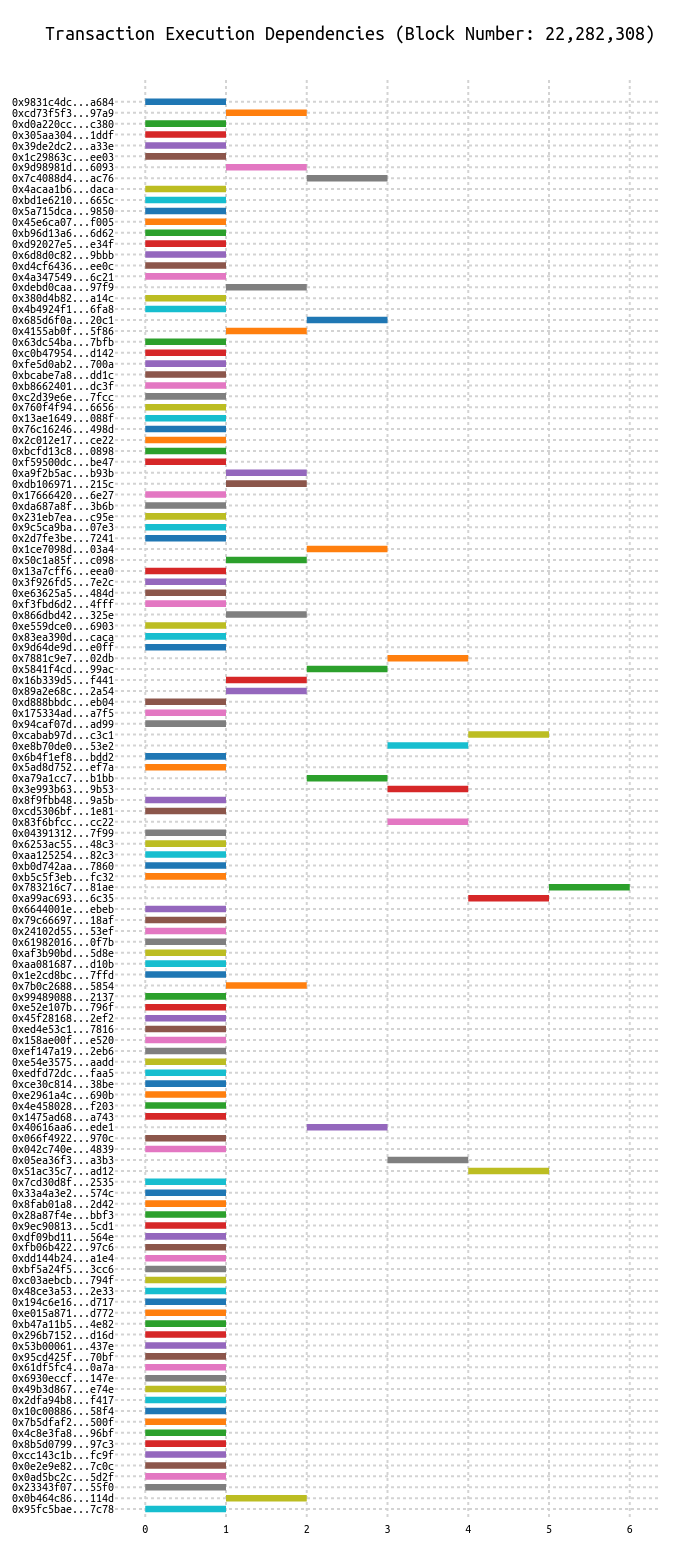 Transaction Execution Dependencies (Block Number: 22,282,308)
0x9831c4dc...a684
0xcd73f5f3...97a9
0xd0a220cc...c380
0x305aa304...1ddf
0x39de2dc2...a33e
0x1c29863c...ee03
0x9d98981d...6093
0x7c4088d4...ac76
0x4acaa1b6...daca
0xbd1e6210...665c
0x5a715dca...9850
0x45e6ca07...f005
0xb96d13a6...6d62
0xd92027e5...e34f
0x6d8d0c82...9bbb
0xd4cf6436...ee0c
0x4a347549...6c21
0xdebd0caa...97f9
0x380d4b82...a14c
0x4b4924f1...6fa8
0x685d6f0a...20c1
0x4155ab0f...5f86
0x63dc54ba...7bfb
0xc0b47954...d142
0xfe5d0ab2...700a
0xbcabe7a8...dd1c
0xb8662401...dc3f
0xc2d39e6e...7fcc
0x760f4f94...6656
0x13ae1649...088f
0x76c16246...498d
0x2c012e17...ce22
0xbcfd13c8...0898
0xf59500dc...be47
0xa9f2b5ac...b93b
0xdb106971...215c
0x17666420...6e27
0xda687a8f...3b6b
0x231eb7ea...c95e
0x9c5ca9ba...07e3
0x2d7fe3be...7241
0x1ce7098d...03a4
0x50c1a85f...c098
0x13a7cff6...eea0
0x3f926fd5...7e2c
0xe63625a5...484d
0xf3fbd6d2...4fff
0x866dbd42...325e
0xe559dce0...6903
0x83ea390d...caca
0x9d64de9d...e0ff
0x7881c9e7...02db
0x5841f4cd...99ac
0x16b339d5...f441
0x89a2e68c...2a54
0xd888bbdc...eb04
0x175334ad...a7f5
0x94caf07d...ad99
0xcabab97d...c3c1
0xe8b70de0...53e2
0x6b4f1ef8...bdd2
0x5ad8d752...ef7a
0xa79a1cc7...b1bb
0x3e993b63...9b53
0x8f9fbb48...9a5b
0xcd5306bf...1e81
0x83f6bfcc...cc22
0x04391312...7f99
0x6253ac55...48c3
0xaa125254...82c3
0xb0d742aa...7860
0xb5c5f3eb...fc32
0x783216c7...81ae
0xa99ac693...6c35
0x6644001e...ebeb
0x79c66697...18af
0x24102d55...53ef
0x61982016...0f7b
0xaf3b90bd...5d8e
0xaa081687...d10b
0x1e2cd8bc...7ffd
0x7b0c2688...5854
0x99489088...2137
0xe52e107b...796f
0x45f28168...2ef2
0xed4e53c1...7816
0x158ae00f...e520
0xef147a19...2eb6
0xe54e3575...aadd
0xedfd72dc...faa5
0xce30c814...38be
0xe2961a4c...690b
0x4e458028...f203
0x1475ad68...a743
0x40616aa6...ede1
0x066f4922...970c
0x042c740e...4839
0x05ea36f3...a3b3
0x51ac35c7...ad12
0x7cd30d8f...2535
0x33a4a3e2...574c
0x8fab01a8...2d42
0x28a87f4e...bbf3
0x9ec90813...5cd1
0xdf09bd11...564e
0xfb06b422...97c6
0xdd144b24...a1e4
0xbf5a24f5...3cc6
0xc03aebcb...794f
0x48ce3a53...2e33
0x194c6e16...d717
0xe015a871...d772
0xb47a11b5...4e82
0x296b7152...d16d
0x53b00061...437e
0x95cd425f...70bf
0x61df5fc4...0a7a
0x6930eccf...147e
0x49b3d867...e74e
0x2dfa94b8...f417
0x10c00886...58f4
0x7b5dfaf2...500f
0x4c8e3fa8...96bf
0x8b5d0799...97c3
0xcc143c1b...fc9f
0x0e2e9e82...7c0c
0x0ad5bc2c...5d2f
0x23343f07...55f0
0x0b464c86...114d
0x95fc5bae...7c78
0 1 2 3 4 5 6